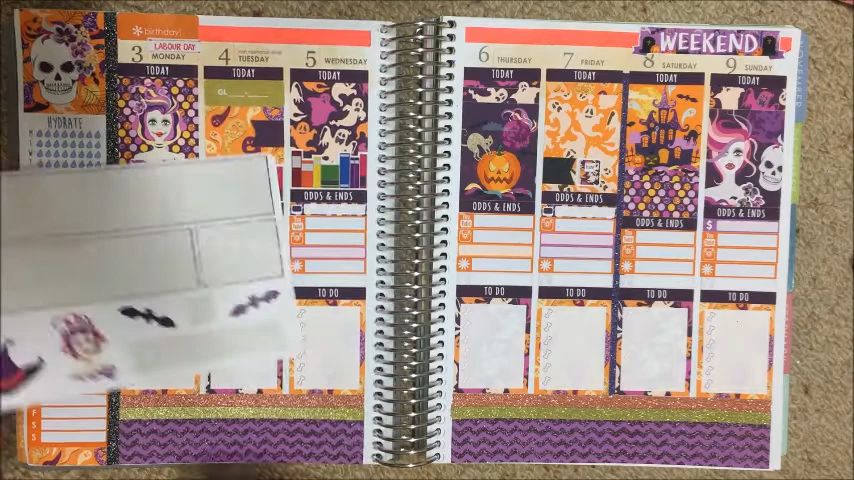 birthday!
LABOUR DAY
3
MONDAY
4
TUESDAY
5
WEDNESDAY
6
THURSDAY
7
FRIDAY
WEEKEND
8
SATURDAY
9
SUNDAY
TODAY
TODAY
TODAY
TODAY
TODAY
TODAY
TODAY
HYDRATE
GL
ODDS & ENDS
ODDS & ENDS
ODDS & ENDS
ODDS & ENDS
ODDS & ENDS
$
TO DO
TO DO
TO DO
TO DO
TO DO
F
S
S
NOVEMBER